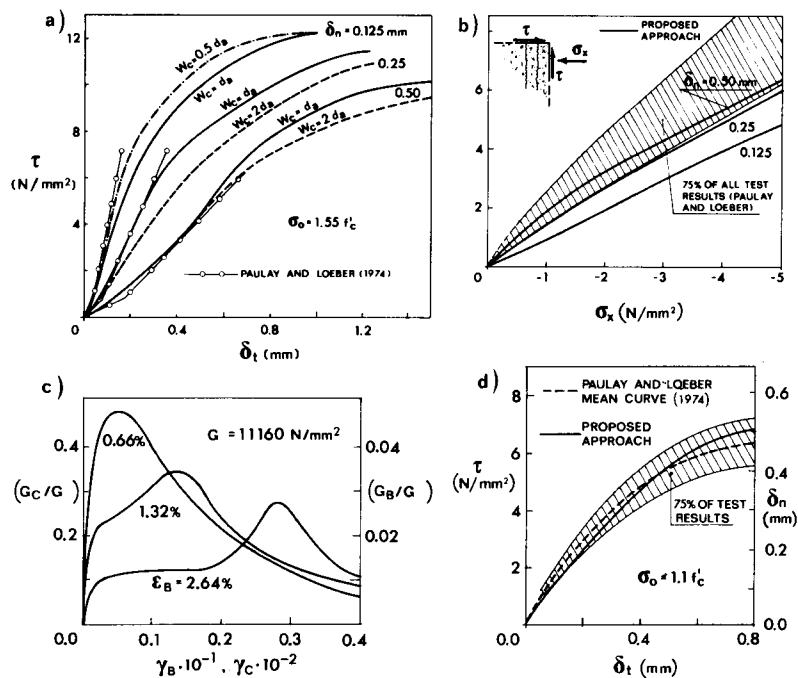 a)
12
8
4
0
τ
(N/mm²)
Wc=0.5dₐ
Wc=dₐ
Wc=dₐ
Wc=2dₐ
Wc=dₐ
Wc=2dₐ
δn=0.125 mm
0.25
0.50
σo=1.55 f'c
PAULAY AND LOEBER (1974)
0 0.4 0.8 1.2
δt (mm)
b)
PROPOSED
APPROACH
τ
σx
τ
6
4
2
0
δn=0.50 mm
0.25
0.125
75% OF ALL TEST
RESULTS (PAULAY
AND LOEBER)
0 -1 -2 -3 -4 -5
σx (N/mm²)
c)
0.4
(Gc/G)
0.2
0.66%
G = 11160 N/mm²
1.32%
εB = 2.64%
0.04
(GB/G)
0.02
0.0 0.1 0.2 0.3 0.4
γB·10⁻¹, γC·10⁻²
d)
8
6
τ
(N/mm²)
4
2
PAULAY AND LOEBER
MEAN CURVE (1974)
PROPOSED
APPROACH
75% OF TEST
RESULTS
σo=1.1 f'c
0.6
0.4
δn
(mm)
0.2
0.0
0.0 0.4 0.8
δt (mm)